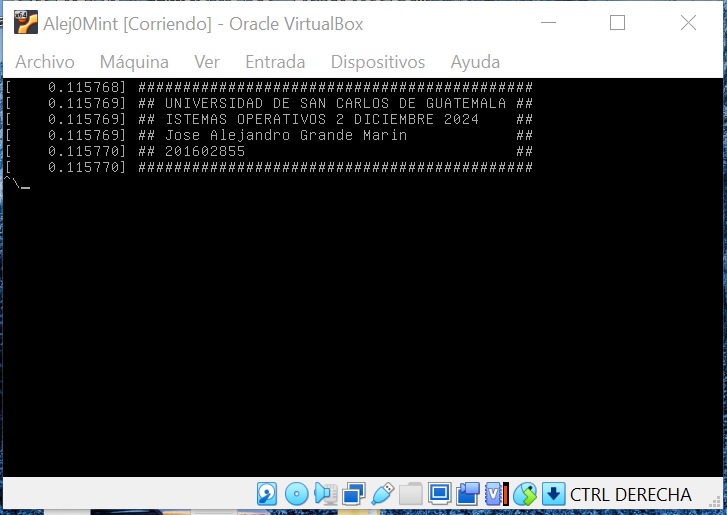 Alej0Mint [Corriendo] - Oracle VirtualBox
Archivo Máquina Ver Entrada Dispositivos Ayuda
[    0.115768] ############################################
[    0.115769] ## UNIVERSIDAD DE SAN CARLOS DE GUATEMALA ##
[    0.115769] ## ISTEMAS OPERATIVOS 2 DICIEMBRE 2024    ##
[    0.115769] ## Jose Alejandro Grande Marin            ##
[    0.115770] ## 201602855                              ##
[    0.115770] ############################################
^\_
CTRL DERECHA